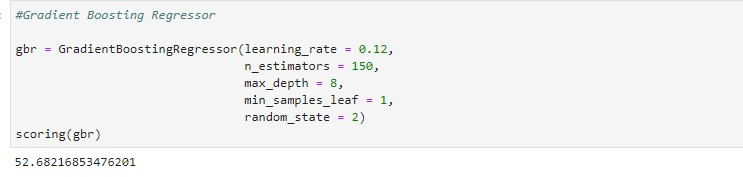 #Gradient Boosting Regressor
gbr = GradientBoostingRegressor(learning_rate = 0.12,
n_estimators = 150,
max_depth = 8,
min_samples_leaf = 1,
random_state = 2)
scoring(gbr)
52.68216853476201